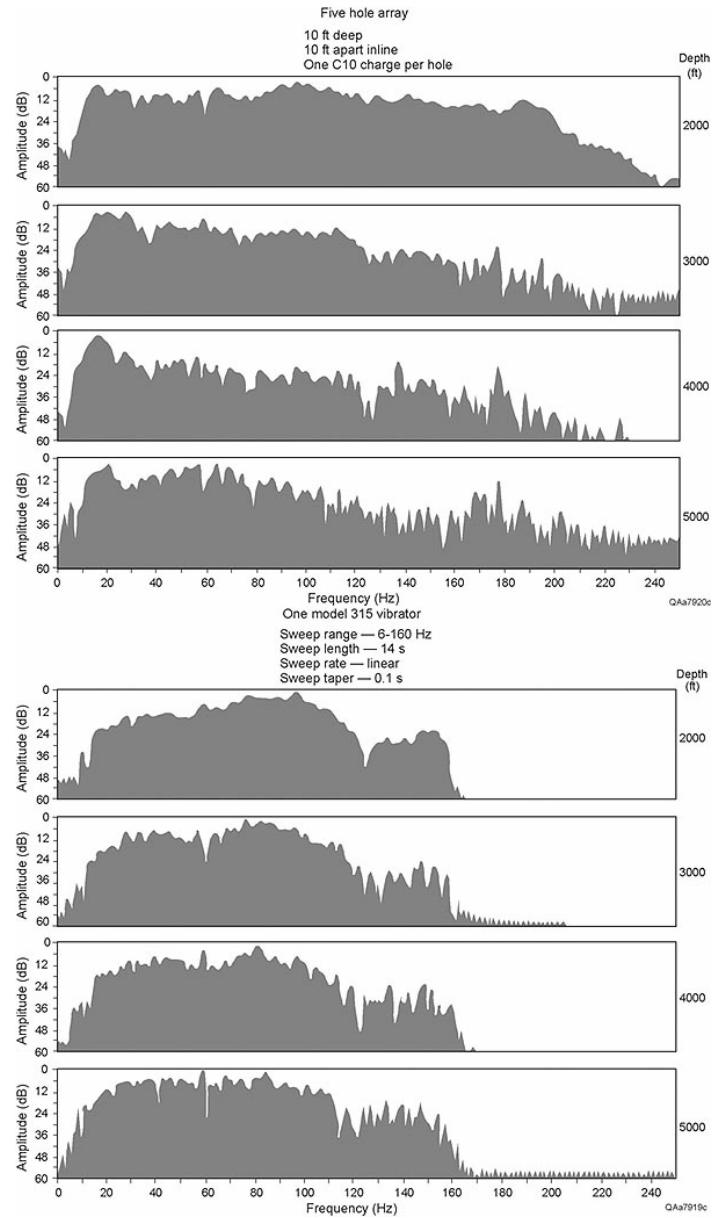 Five hole array
10 ft deep
10 ft apart inline
One C10 charge per hole
Depth
(ft)
Amplitude (dB)
0
12
24
36
48
60
2000
Amplitude (dB)
0
12
24
36
48
60
3000
Amplitude (dB)
0
12
24
36
48
60
4000
Amplitude (dB)
0
12
24
36
48
60
5000
0 20 40 60 80 100 120 140 160 180 200 220 240
Frequency (Hz)
QAa7920c
One model 315 vibrator
Sweep range — 6-160 Hz
Sweep length — 14 s
Sweep rate — linear
Sweep taper — 0.1 s
Depth
(ft)
Amplitude (dB)
0
12
24
36
48
60
2000
Amplitude (dB)
0
12
24
36
48
60
3000
Amplitude (dB)
0
12
24
36
48
60
4000
Amplitude (dB)
0
12
24
36
48
60
5000
0 20 40 60 80 100 120 140 160 180 200 220 240
Frequency (Hz)
QAa7919c